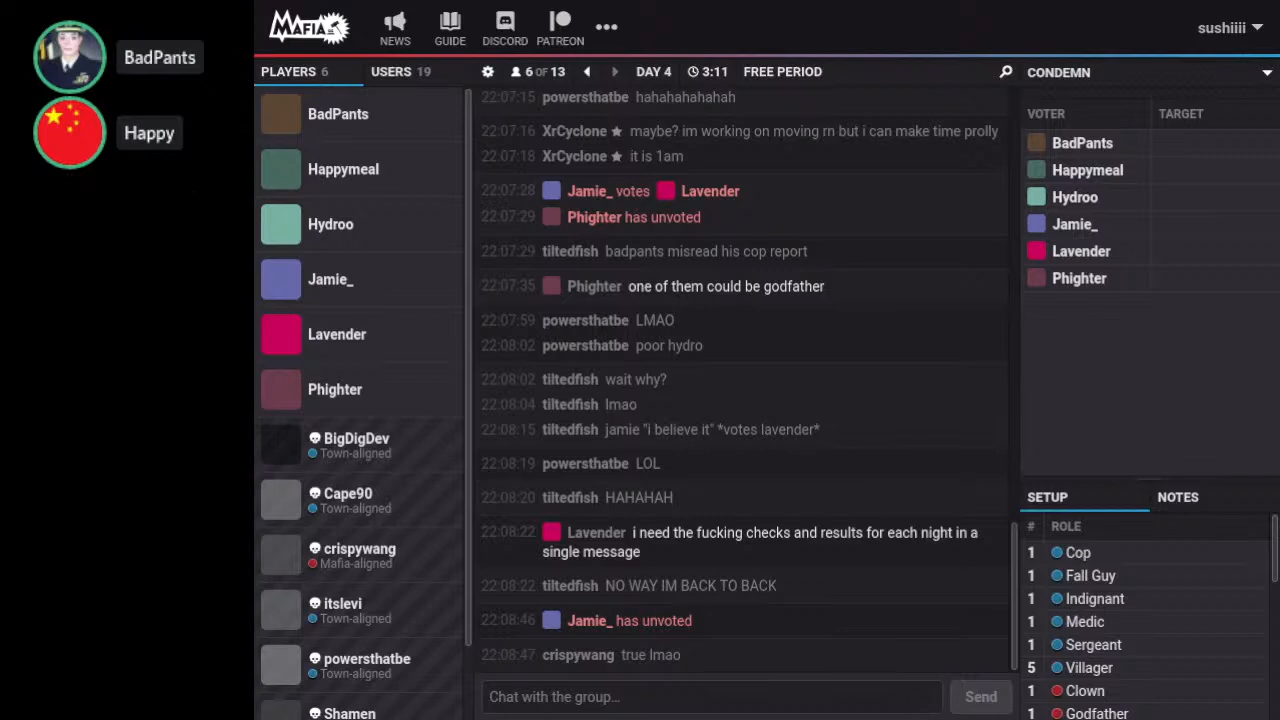 BadPants
Happy
MAFIA
NEWS
GUIDE
DISCORD
PATREON
sushiiii
PLAYERS 6
USERS 19
6 OF 13
DAY 4
3:11
FREE PERIOD
CONDEMN
BadPants
Happymeal
Hydroo
Jamie_
Lavender
Phighter
BigDigDev
Town-aligned
Cape90
Town-aligned
crispywang
Mafia-aligned
itslevi
Town-aligned
powersthatbe
Town-aligned
Shamen
22:07:15 powersthatbe hahahahahahah
22:07:16 XrCyclone ★ maybe? im working on moving rn but i can make time prolly
22:07:18 XrCyclone ★ it is 1am
22:07:28 Jamie_ votes Lavender
22:07:29 Phighter has unvoted
22:07:29 tiltedfish badpants misread his cop report
22:07:35 Phighter one of them could be godfather
22:07:59 powersthatbe LMAO
22:08:02 powersthatbe poor hydro
22:08:02 tiltedfish wait why?
22:08:04 tiltedfish lmao
22:08:15 tiltedfish jamie "i believe it" *votes lavender*
22:08:19 powersthatbe LOL
22:08:20 tiltedfish HAHAHAH
22:08:22 Lavender i need the fucking checks and results for each night in a
single message
22:08:22 tiltedfish NO WAY IM BACK TO BACK
22:08:46 Jamie_ has unvoted
22:08:47 crispywang true lmao
Chat with the group…
Send
VOTER TARGET
BadPants
Happymeal
Hydroo
Jamie_
Lavender
Phighter
SETUP
NOTES
# ROLE
1 Cop
1 Fall Guy
1 Indignant
1 Medic
1 Sergeant
5 Villager
1 Clown
1 Godfather